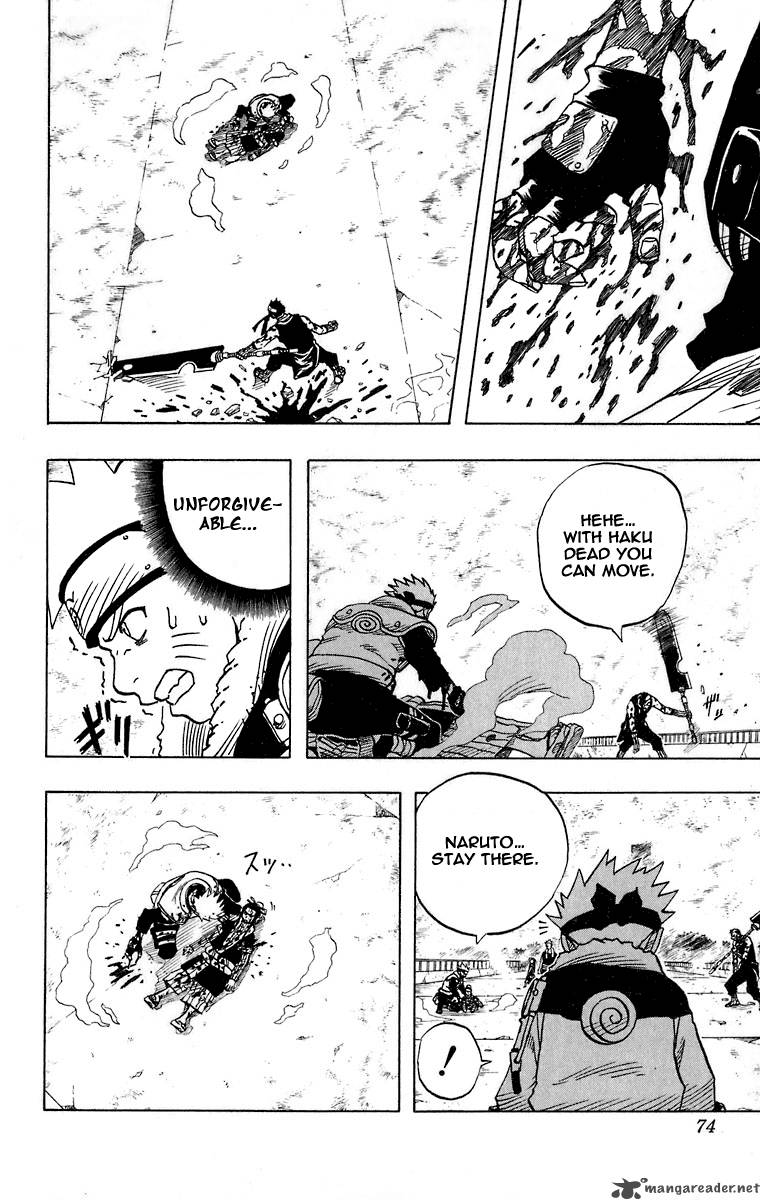 HEHE...
WITH HAKU
DEAD YOU
CAN MOVE.
ザッ
UNFORGIVE-
ABLE...
ギリ
NARUTO...
STAY THERE.
!
スッ..
74
mangareader.net